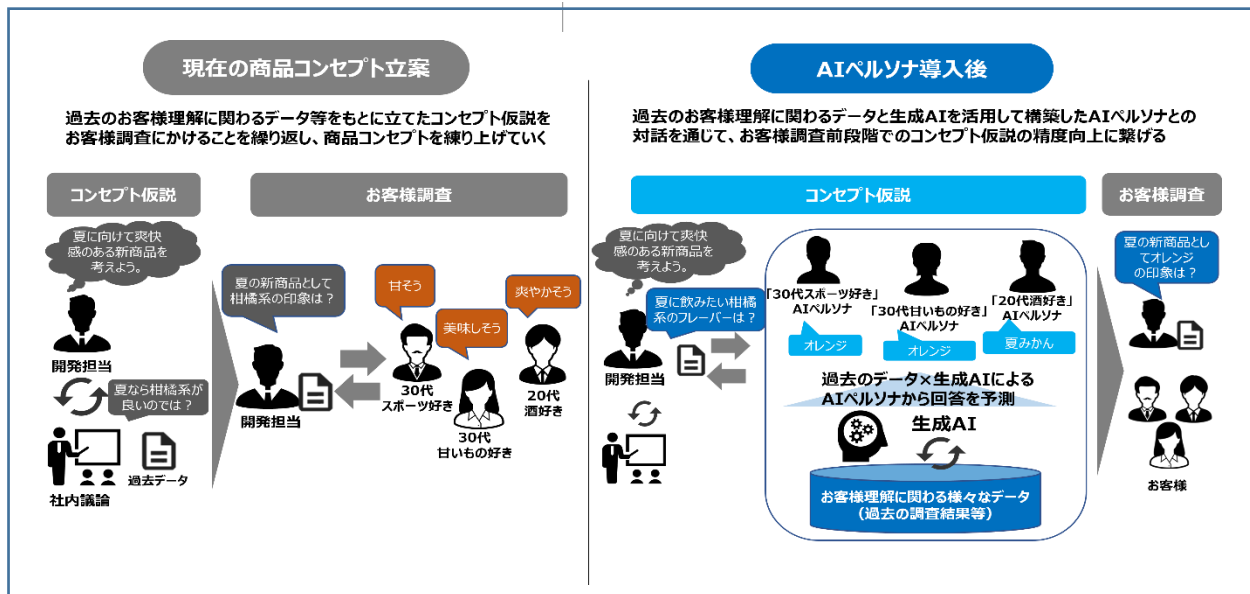 現在の商品コンセプト立案
過去のお客様理解に関わるデータ等をもとに立てたコンセプト仮説を
お客様調査にかけることを繰り返し、商品コンセプトを練り上げていく
コンセプト仮説
お客様調査
夏に向けて爽快
感のある新商品を
考えよう。
開発担当
夏なら柑橘系が
良いのでは？
過去データ
社内議論
夏の新商品として
柑橘系の印象は？
開発担当
甘そう
美味しそう
爽やかそう
30代
スポーツ好き
30代
甘いもの好き
20代
酒好き
AIペルソナ導入後
過去のお客様理解に関わるデータと生成AIを活用して構築したAIペルソナとの
対話を通じて、お客様調査前段階でのコンセプト仮説の精度向上に繋げる
コンセプト仮説
お客様調査
夏に向けて爽快
感のある新商品を
考えよう。
夏に飲みたい柑橘
系のフレーバーは？
開発担当
「30代スポーツ好き」
AIペルソナ
オレンジ
「30代甘いもの好き」
AIペルソナ
オレンジ
「20代酒好き」
AIペルソナ
夏みかん
過去のデータ×生成AIによる
AIペルソナから回答を予測
生成AI
お客様理解に関わる様々なデータ
（過去の調査結果等）
夏の新商品とし
てオレンジ
の印象は？
お客様